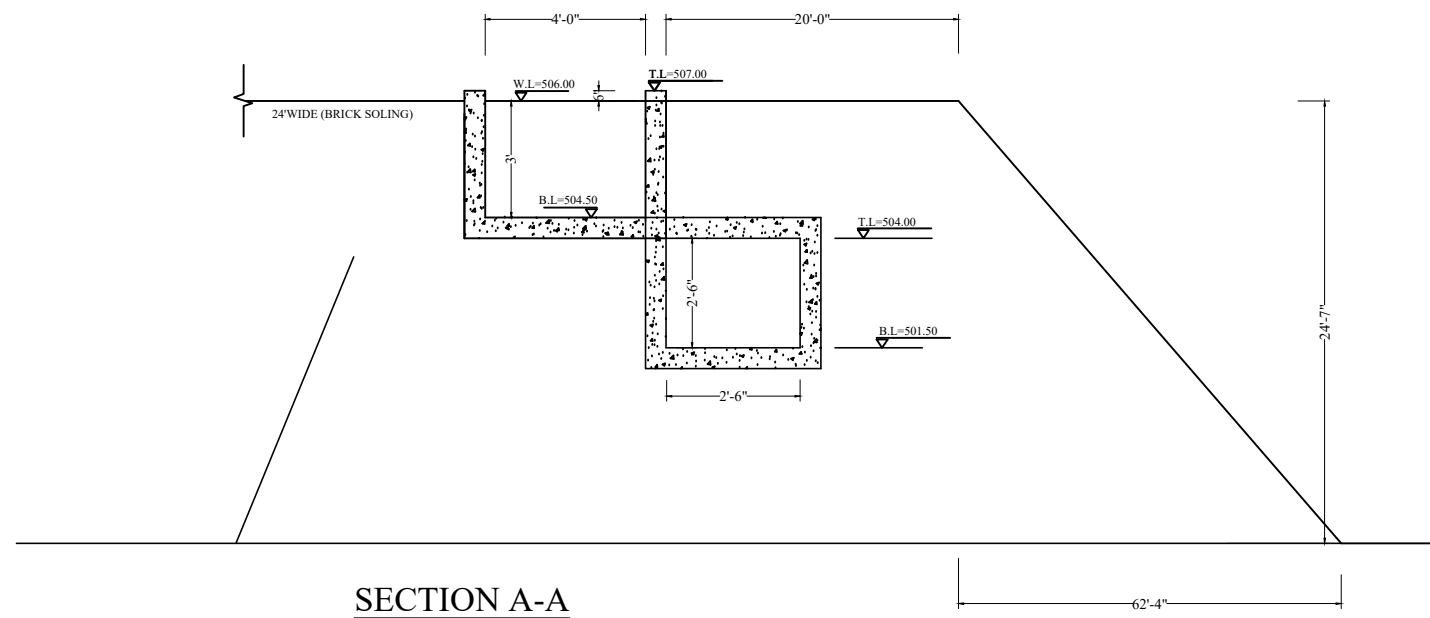 4'-0"
20'-0"
W.L=506.00
6"
T.L=507.00
24'WIDE (BRICK SOLING)
3'
B.L=504.50
T.L=504.00
2'-6"
B.L=501.50
24'-7"
2'-6"
62'-4"
SECTION A-A